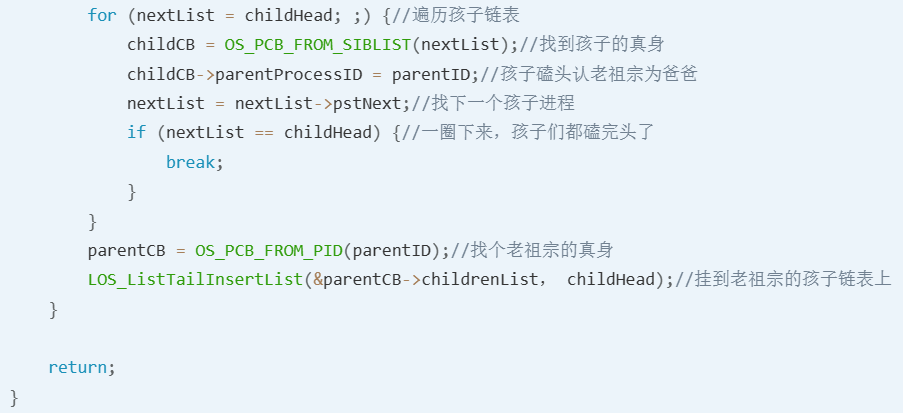 for (nextList = childHead; ;) {//遍历孩子链表
childCB = OS_PCB_FROM_SIBLIST(nextList);//找到孩子的真身
childCB->parentProcessID = parentID;//孩子磕头认老祖宗为爸爸
nextList = nextList->pstNext;//找下一个孩子进程
if (nextList == childHead) {//一圈下来，孩子们都磕完头了
break;
}
}
parentCB = OS_PCB_FROM_PID(parentID);//找个老祖宗的真身
LOS_ListTailInsertList(&parentCB->childrenList, childHead);//挂到老祖宗的孩子链表上
}
return;
}